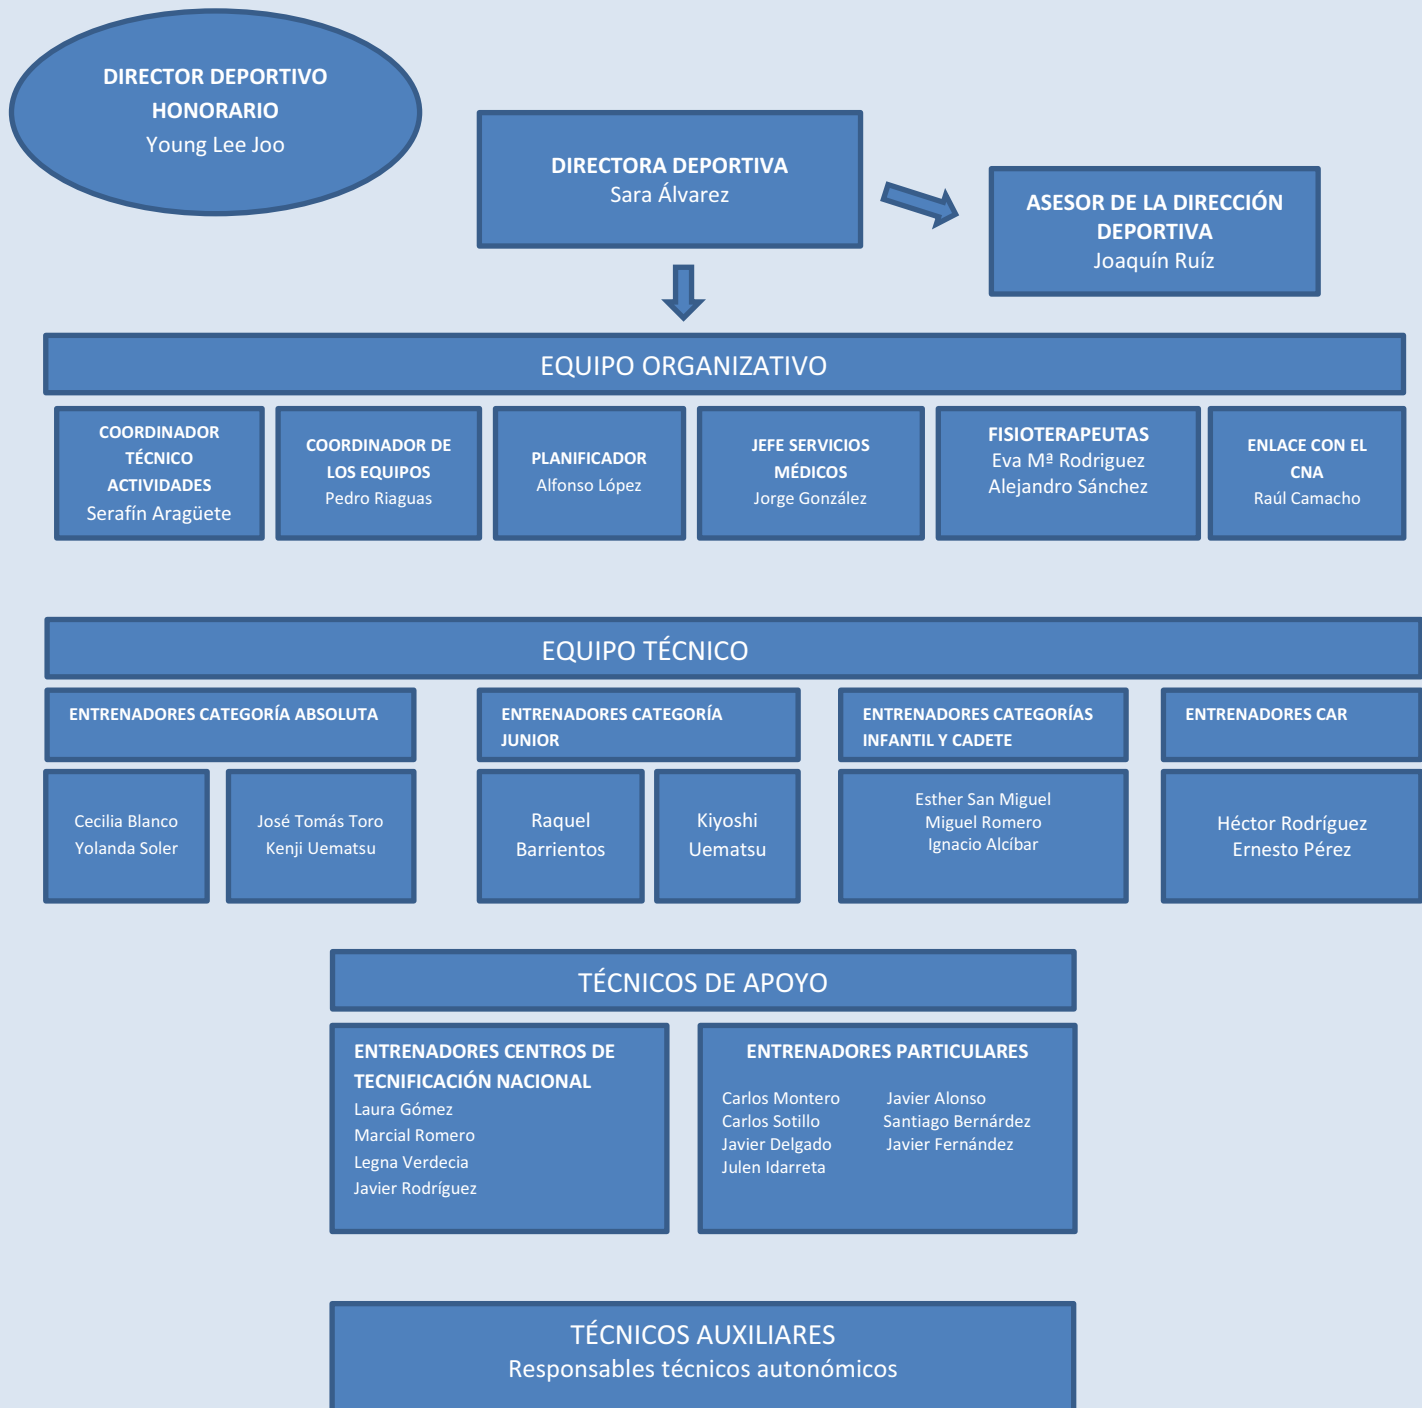 DIRECTOR DEPORTIVO
HONORARIO
Young Lee Joo
DIRECTORA DEPORTIVA
Sara Álvarez
ASESOR DE LA DIRECCIÓN
DEPORTIVA
Joaquín Ruíz
EQUIPO ORGANIZATIVO
COORDINADOR
TÉCNICO
ACTIVIDADES
Serafín Aragüete
COORDINADOR DE
LOS EQUIPOS
Pedro Riaguas
PLANIFICADOR
Alfonso López
JEFE SERVICIOS
MÉDICOS
Jorge González
FISIOTERAPEUTAS
Eva Mª Rodriguez
Alejandro Sánchez
ENLACE CON EL
CNA
Raúl Camacho
EQUIPO TÉCNICO
ENTRENADORES CATEGORÍA ABSOLUTA
Cecilia Blanco
Yolanda Soler
José Tomás Toro
Kenji Uematsu
ENTRENADORES CATEGORÍA
JUNIOR
Raquel
Barrientos
Kiyoshi
Uematsu
ENTRENADORES CATEGORÍAS
INFANTIL Y CADETE
Esther San Miguel
Miguel Romero
Ignacio Alcíbar
ENTRENADORES CAR
Héctor Rodríguez
Ernesto Pérez
TÉCNICOS DE APOYO
ENTRENADORES CENTROS DE
TECNIFICACIÓN NACIONAL
Laura Gómez
Marcial Romero
Legna Verdecia
Javier Rodríguez
ENTRENADORES PARTICULARES
Carlos Montero Javier Alonso
Carlos Sotillo Santiago Bernárdez
Javier Delgado Javier Fernández
Julen Idarreta
TÉCNICOS AUXILIARES
Responsables técnicos autonómicos